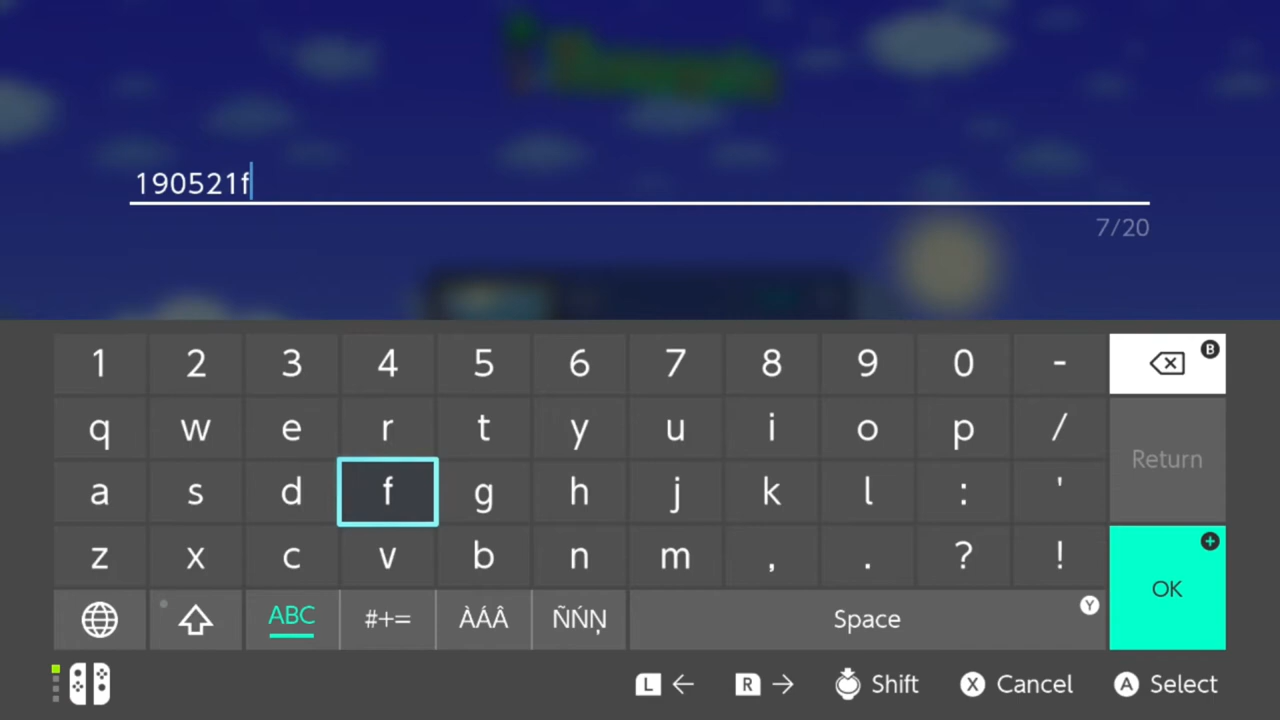 190521f
7/20
1 2 3 4 5 6 7 8 9 0 - B
q w e r t y u i o p /
Return
a s d f g h j k l : '
z x c v b n m , . ? ! +
OK
ABC #+= ÀÁÂ ÑŃŅ Space Y
L ← R → Shift X Cancel A Select